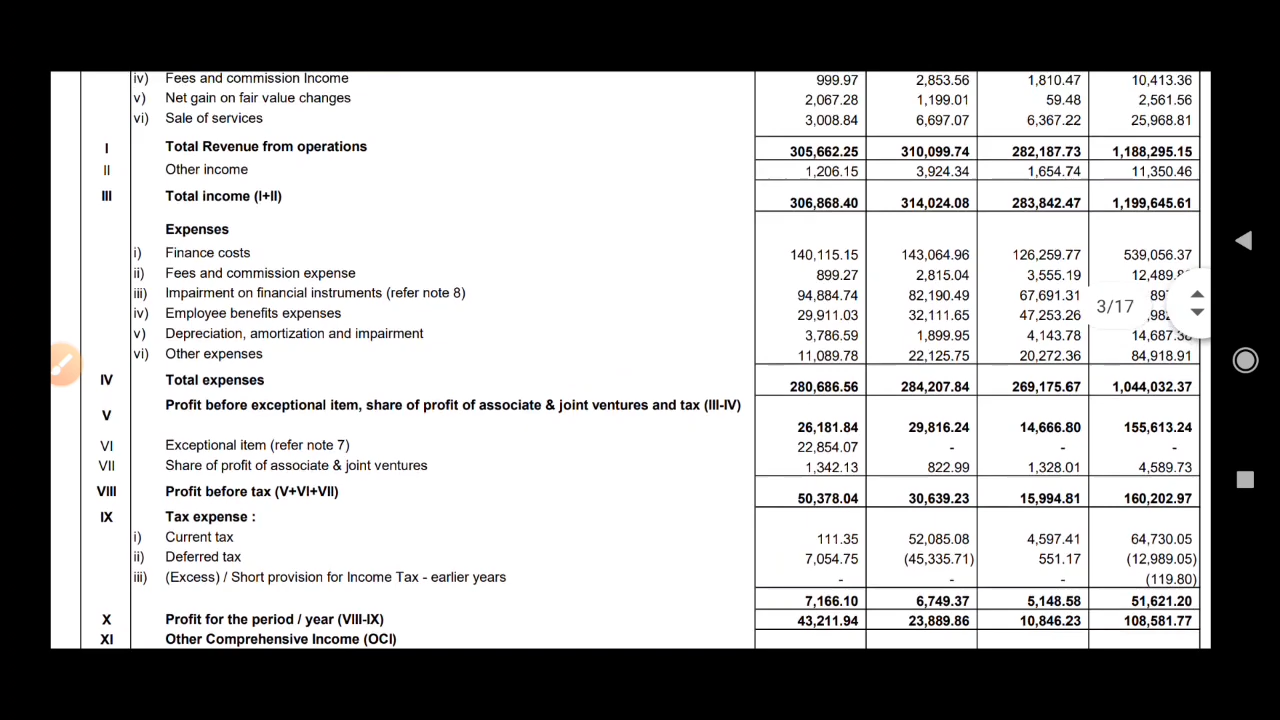 iv) Fees and commission Income 999.97 2,853.56 1,810.47 10,413.36
v) Net gain on fair value changes 2,067.28 1,199.01 59.48 2,561.56
vi) Sale of services 3,008.84 6,697.07 6,367.22 25,968.81
I Total Revenue from operations 305,662.25 310,099.74 282,187.73 1,188,295.15
II Other income 1,206.15 3,924.34 1,654.74 11,350.46
III Total income (I+II) 306,868.40 314,024.08 283,842.47 1,199,645.61
Expenses
i) Finance costs 140,115.15 143,064.96 126,259.77 539,056.37
ii) Fees and commission expense 899.27 2,815.04 3,555.19
iii) Impairment on financial instruments (refer note 8) 94,884.74 82,190.49 67,691.31
3/17
iv) Employee benefits expenses 29,911.03 32,111.65 47,253.26
v) Depreciation, amortization and impairment 3,786.59 1,899.95 4,143.78
vi) Other expenses 11,089.78 22,125.75 20,272.36 84,918.91
IV Total expenses 280,686.56 284,207.84 269,175.67 1,044,032.37
V Profit before exceptional item, share of profit of associate & joint ventures and tax (III-IV) 26,181.84 29,816.24 14,666.80 155,613.24
VI Exceptional item (refer note 7) 22,854.07 - - -
VII Share of profit of associate & joint ventures 1,342.13 822.99 1,328.01 4,589.73
VIII Profit before tax (V+VI+VII) 50,378.04 30,639.23 15,994.81 160,202.97
IX Tax expense :
i) Current tax 111.35 52,085.08 4,597.41 64,730.05
ii) Deferred tax 7,054.75 (45,335.71) 551.17 (12,989.05)
iii) (Excess) / Short provision for Income Tax - earlier years - - - (119.80)
7,166.10 6,749.37 5,148.58 51,621.20
X Profit for the period / year (VIII-IX) 43,211.94 23,889.86 10,846.23 108,581.77
XI Other Comprehensive Income (OCI)